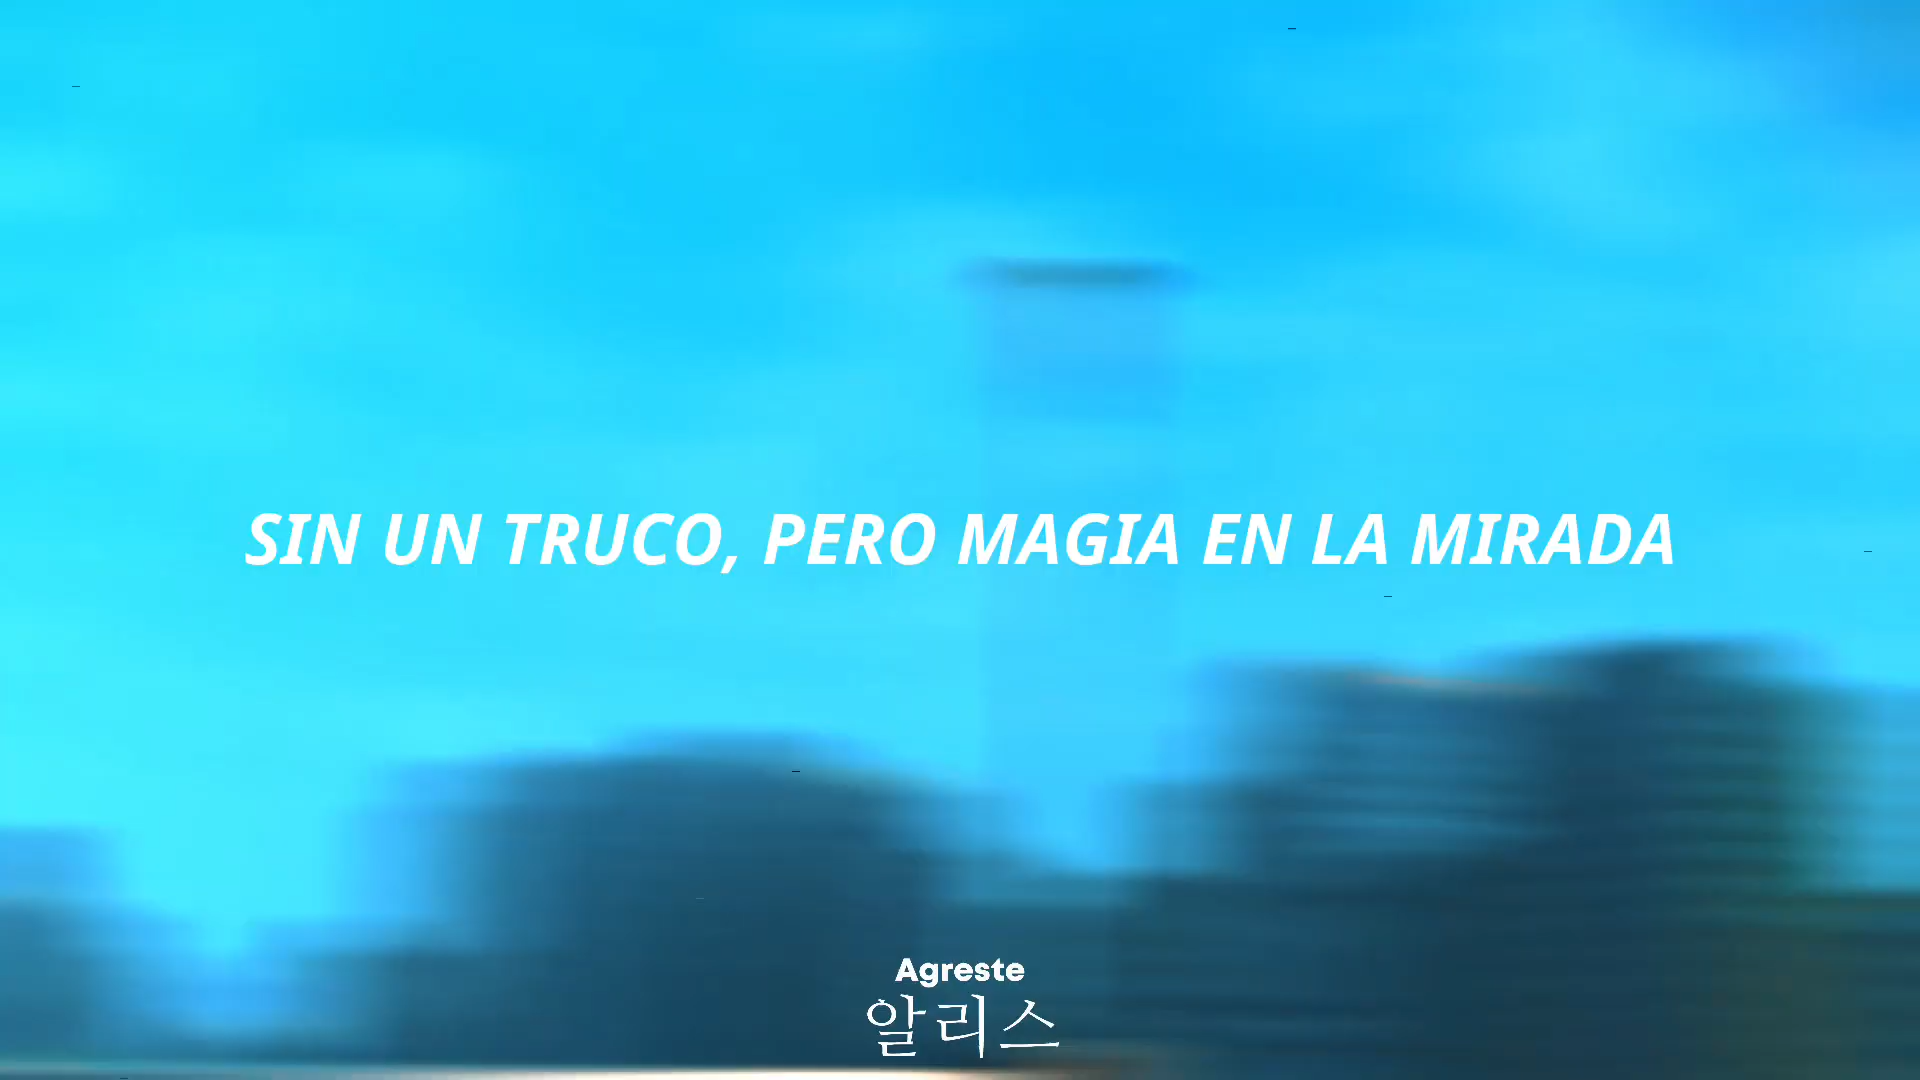 SIN UN TRUCO, PERO MAGIA EN LA MIRADA
Agreste
알리스